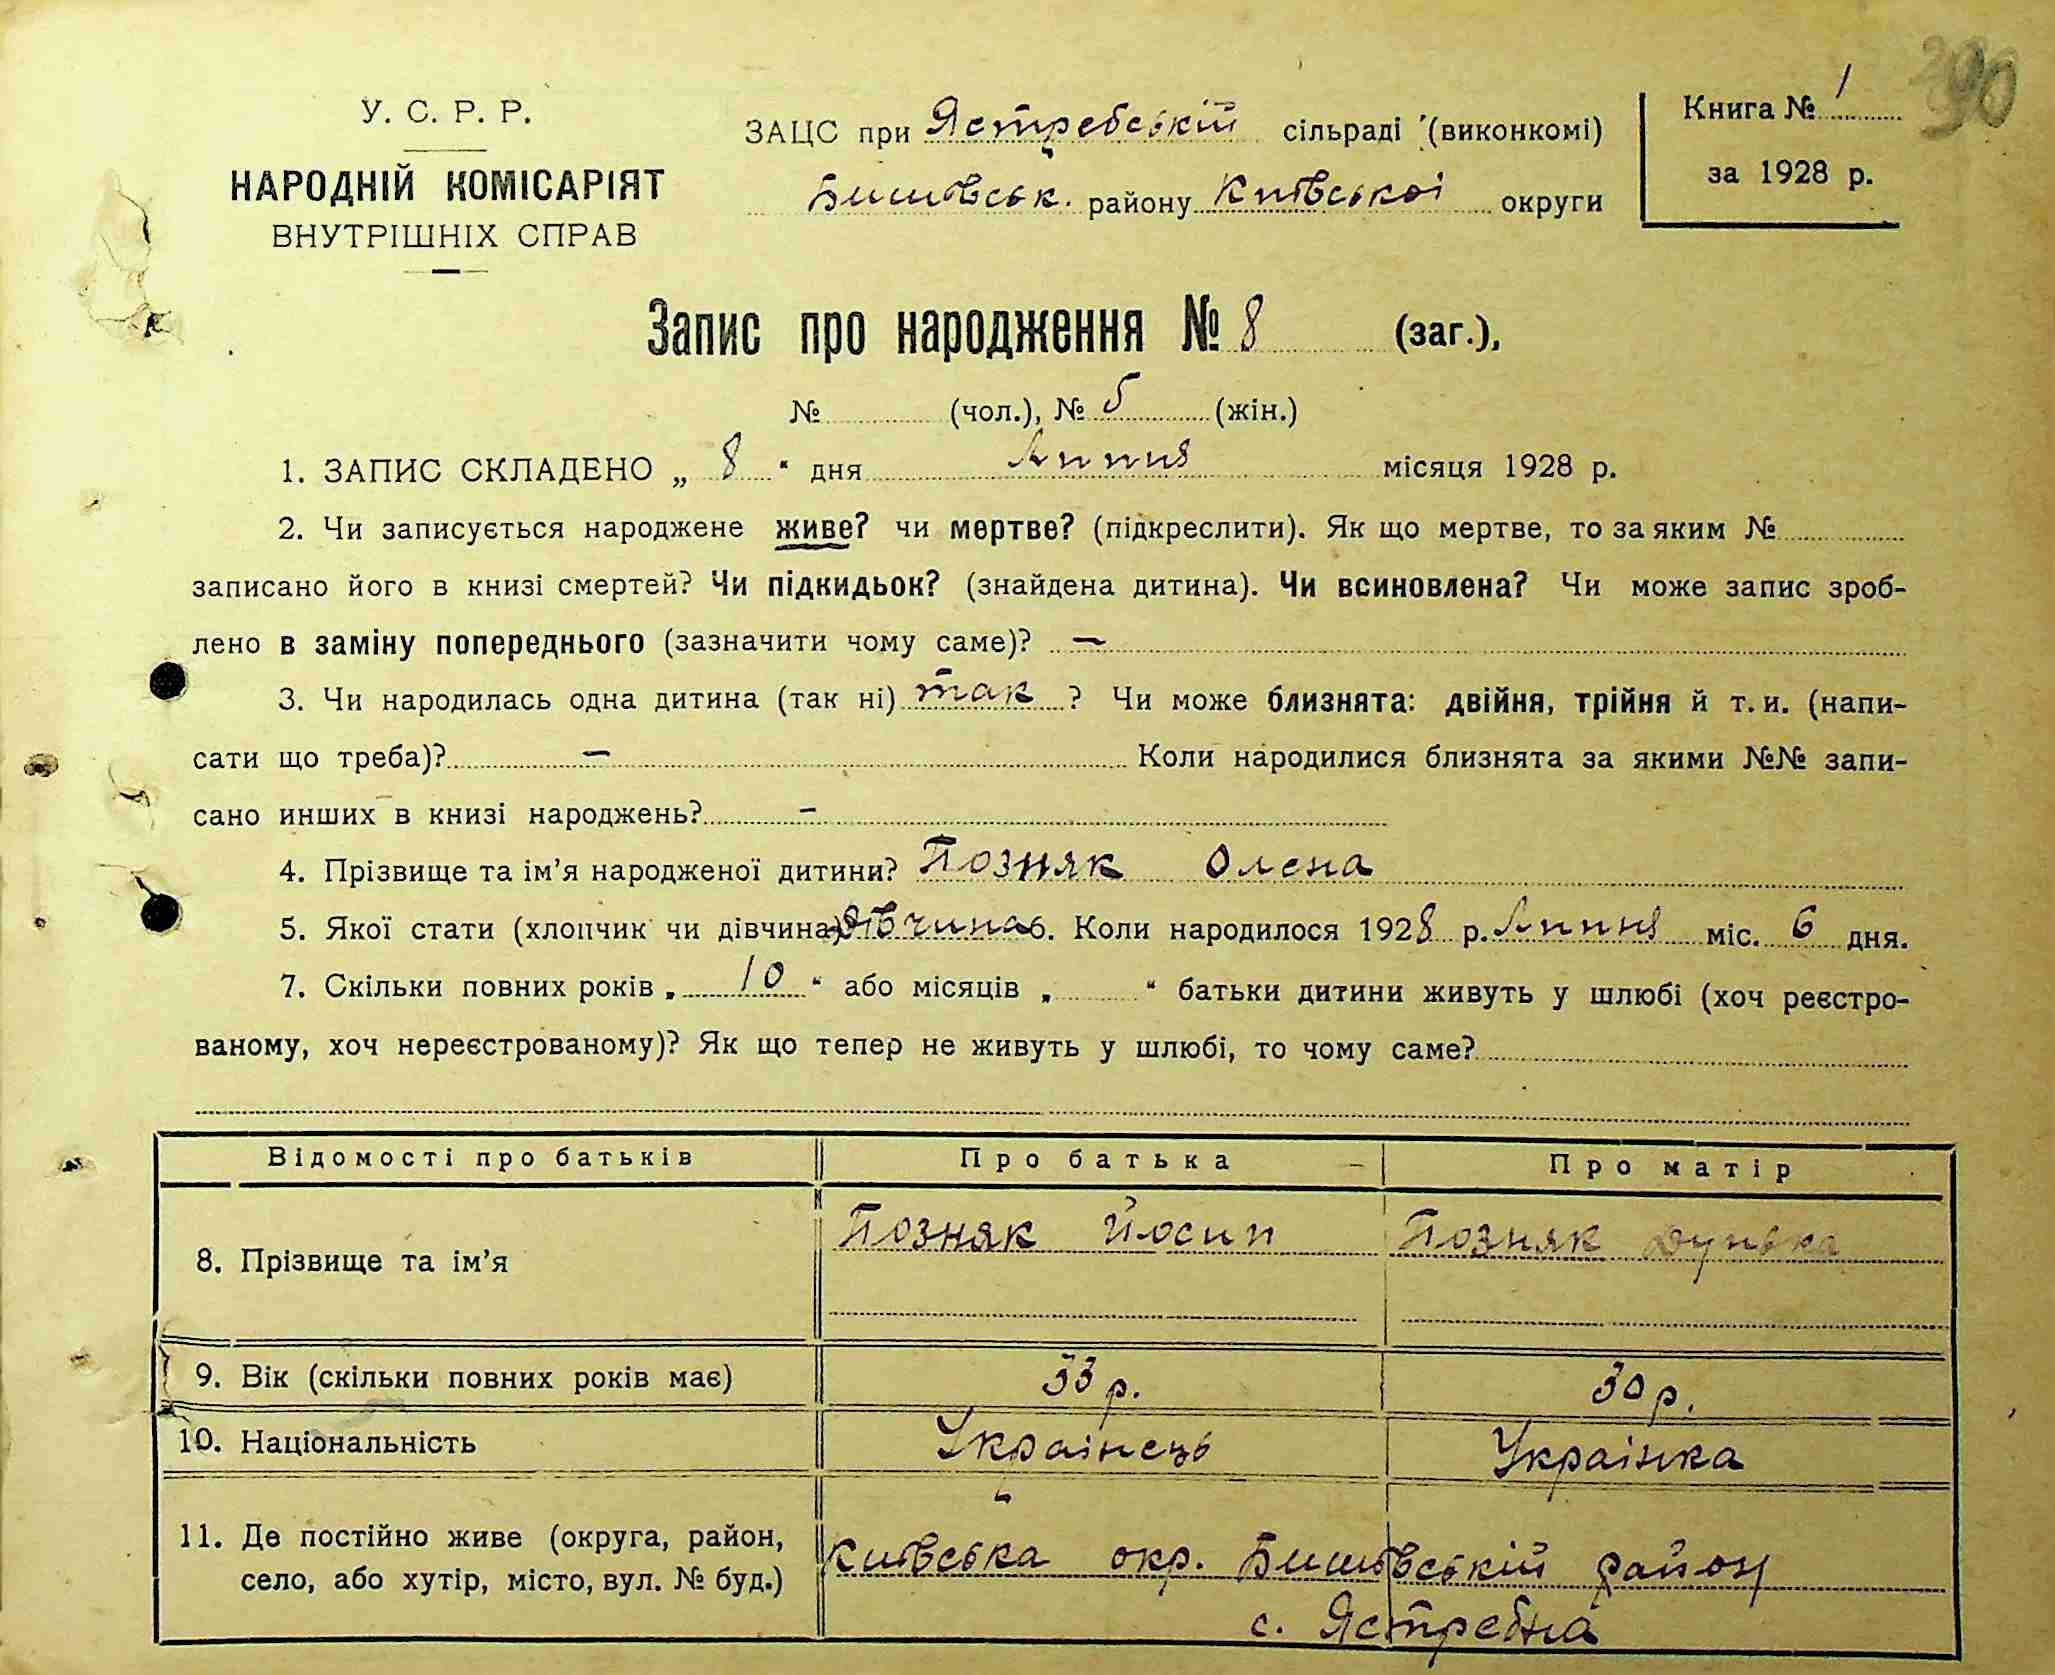 390
У. С. Р. Р.
НАРОДНІЙ КОМІСАРІЯТ
ВНУТРІШНІХ СПРАВ
ЗАЦС при Ястребській сільраді (виконкомі)
Бишівськ. району Київської округи
Книга № 1
за 1928 р.
Запис про народження № 8 (заг.),
№ (чол.), № 5 (жін.)
1. ЗАПИС СКЛАДЕНО „ 8 “ дня Липня місяця 1928 р.
2. Чи записується народжене живе? чи мертве? (підкреслити). Як що мертве, то за яким №
записано його в книзі смертей? Чи підкидьок? (знайдена дитина). Чи всиновлена? Чи може запис зроб-
лено в заміну попереднього (зазначити чому саме)? —
3. Чи народилась одна дитина (так ні) так ? Чи може близнята: двійня, трійня й т. и. (напи-
сати що треба)? — Коли народилися близнята за якими №№ запи-
сано инших в книзі народжень? –
4. Прізвище та ім’я народженої дитини? Позняк Олена
5. Якої стати (хлопчик чи дівчина) дівчина 6. Коли народилося 1928 р. Липня міс. 6 дня.
7. Скільки повних років „ 10 “ або місяців „ “ батьки дитини живуть у шлюбі (хоч реєстро-
ваному, хоч нереєстрованому)? Як що тепер не живуть у шлюбі, то чому саме?
Відомості про батьків Про батька Про матір
8. Прізвище та ім’я Позняк Йосип Позняк Дунька
9. Вік (скільки повних років має) 33 р. 30 р.
10. Національність Українець Українка
11. Де постійно живе (округа, район,
село, або хутір, місто, вул. № буд.)
Київська окр. Бишівській район
с. Ястребна